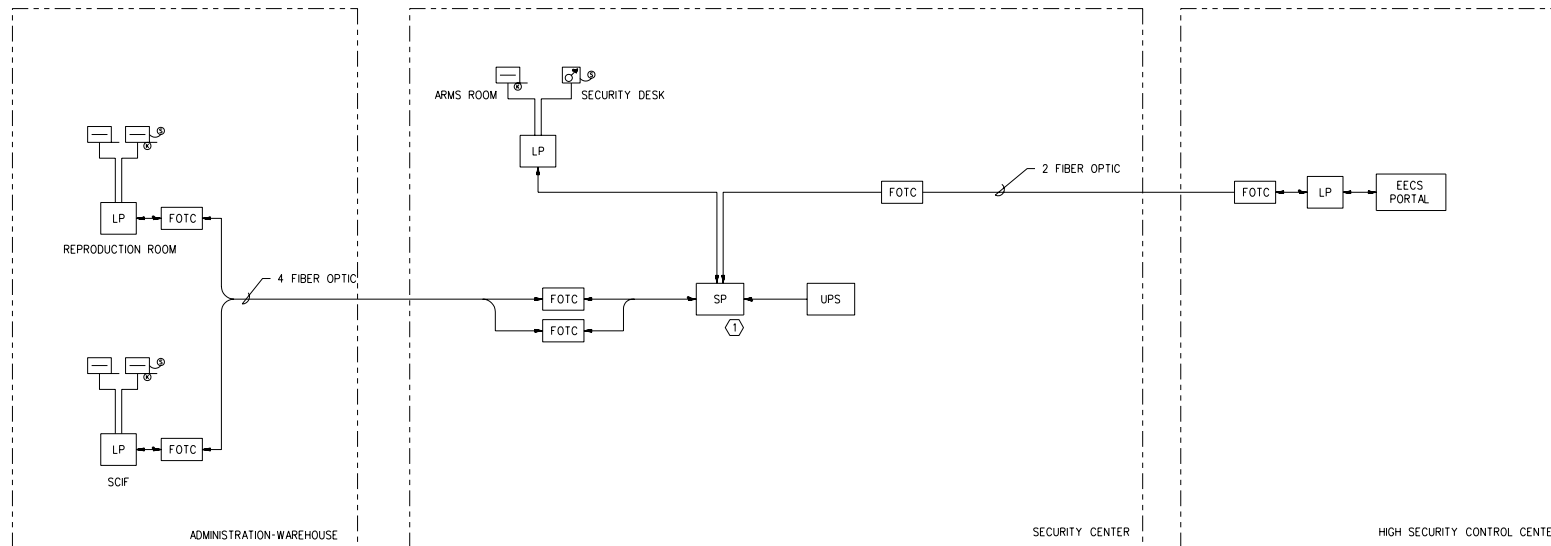 ARMS ROOM
S
SECURITY DESK
K
LP
S
K
LP
FOTC
REPRODUCTION ROOM
4 FIBER OPTIC
FOTC
2 FIBER OPTIC
FOTC
LP
EECS
PORTAL
FOTC
FOTC
SP
UPS
1
S
K
LP
FOTC
SCIF
ADMINISTRATION-WAREHOUSE
SECURITY CENTER
HIGH SECURITY CONTROL CENTE